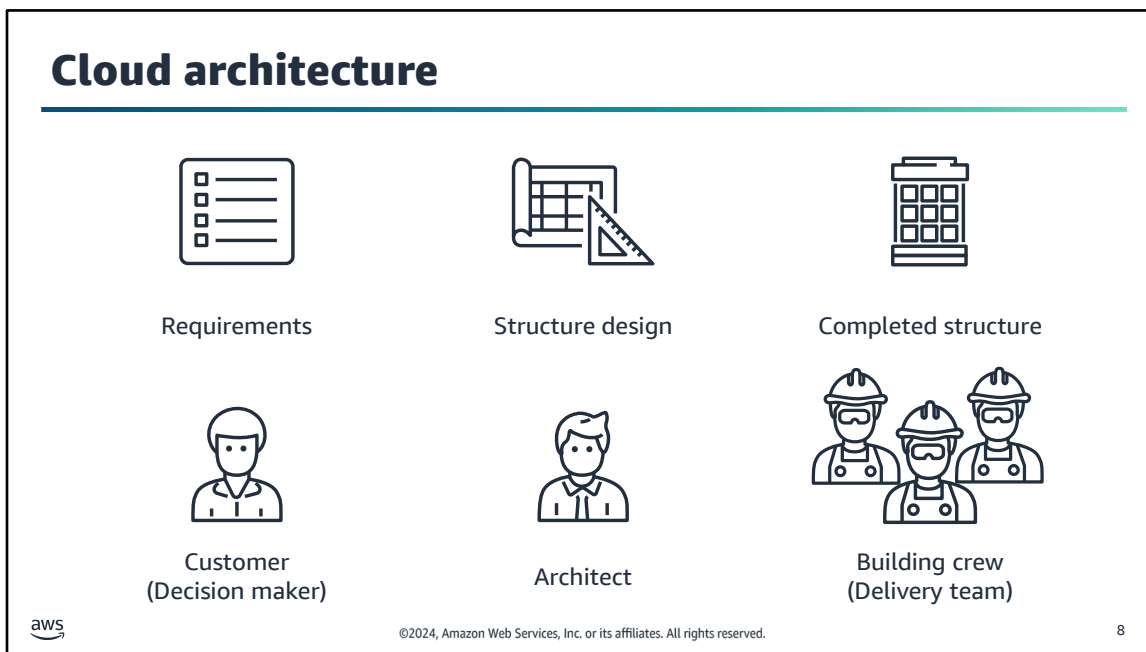 Cloud architecture
Requirements
Structure design
Completed structure
Customer
(Decision maker)
Architect
Building crew
(Delivery team)
aws
©2024, Amazon Web Services, Inc. or its affiliates. All rights reserved.
8